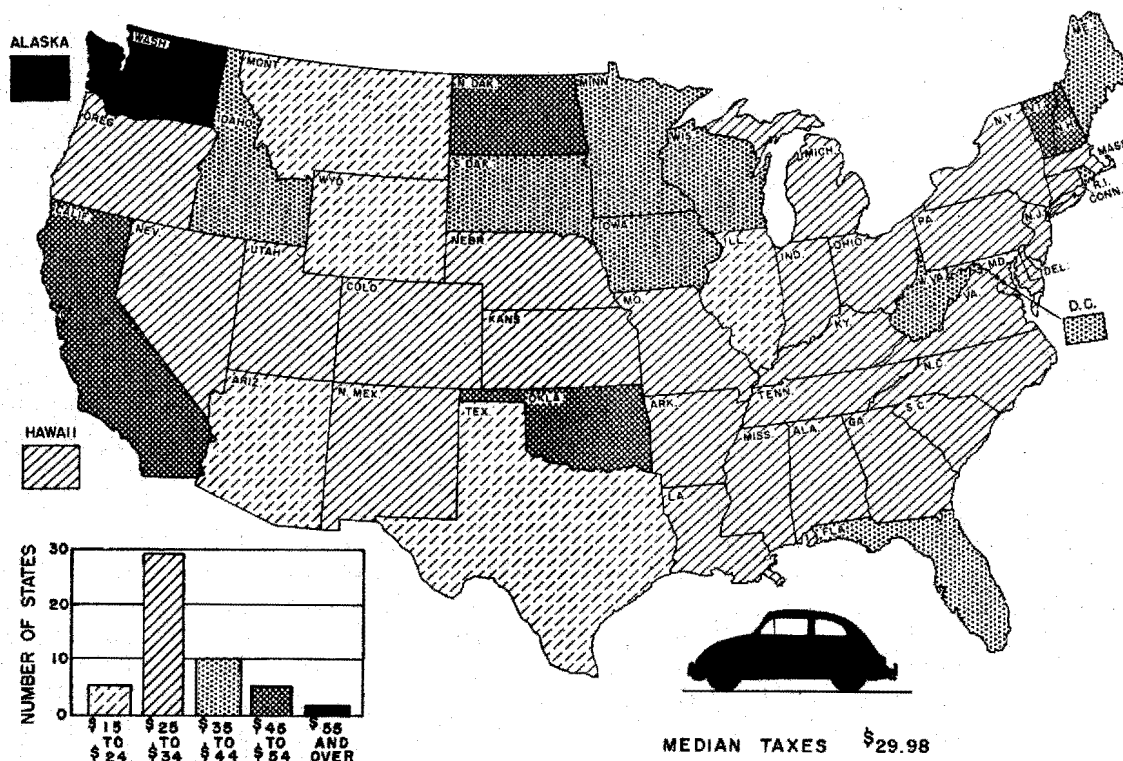 ALASKA
WASH.
MONT.
N. DAK.
MINN.
ME.
OREG.
IDAHO
S. DAK.
WIS.
MICH.
N.Y.
VT.
N.H.
MASS.
R.I.
CONN.
WYO.
IOWA
CALIF.
NEV.
UTAH
COLO.
NEBR.
ILL.
IND.
OHIO
PA.
N.J.
MD.
DEL.
W. VA.
VA.
D.C.
KANS.
MO.
KY.
ARIZ.
N. MEX.
TEX.
OKLA.
ARK.
TENN.
N.C.
S.C.
MISS.
ALA.
GA.
LA.
FLA.
HAWAII
NUMBER OF STATES
30
20
10
0
$15 TO $24
$25 TO $34
$35 TO $44
$45 TO $54
$55 AND OVER
MEDIAN TAXES $29.98